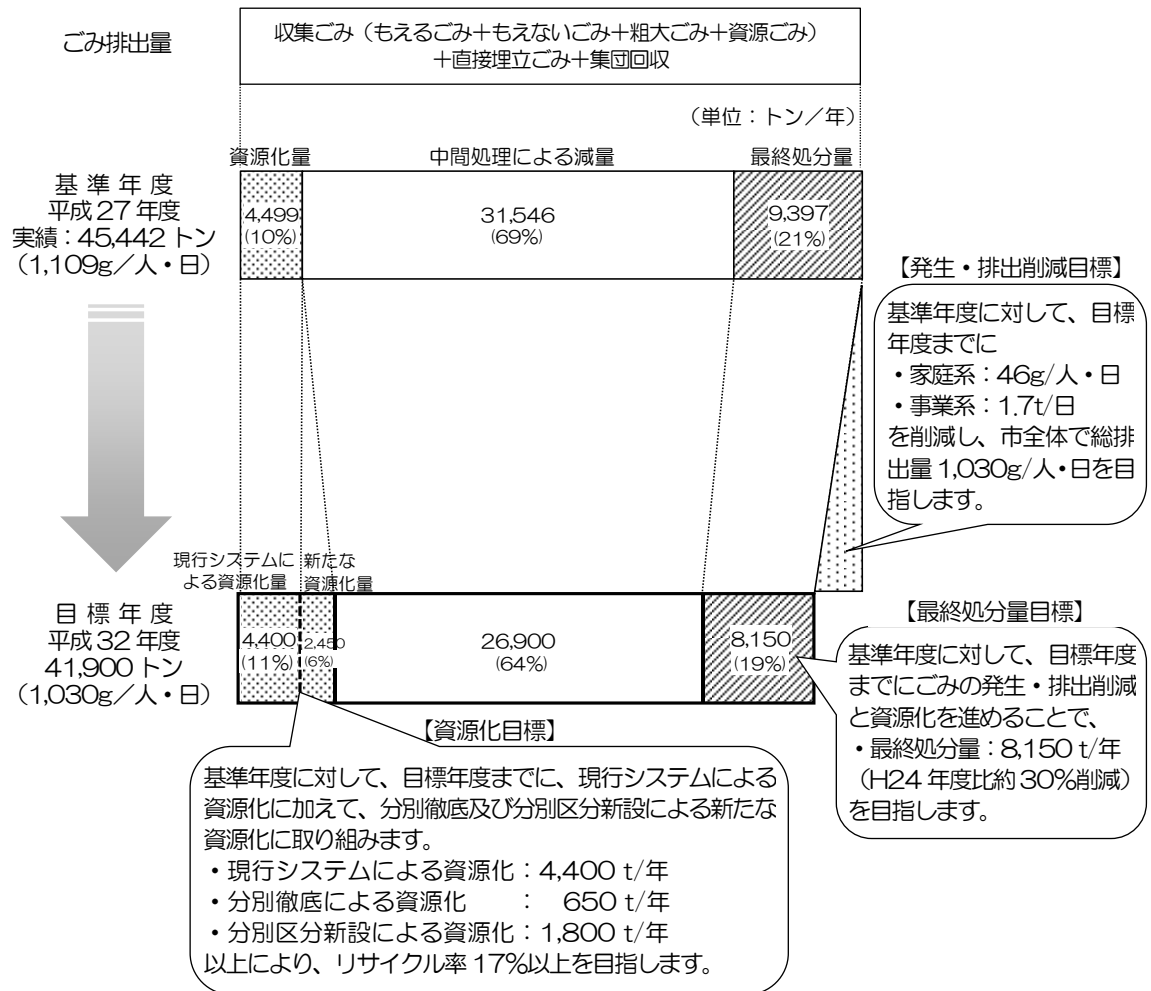 ごみ排出量
収集ごみ（もえるごみ＋もえないごみ＋粗大ごみ＋資源ごみ）
＋直接埋立ごみ＋集団回収
（単位：トン／年）
資源化量
中間処理による減量
最終処分量
基準年度
平成27年度
実績：45,442トン
（1,109g／人・日）
4,499
(10%)
31,546
(69%)
9,397
(21%)
【発生・排出削減目標】
基準年度に対して、目標
年度までに
・家庭系：46g/人・日
・事業系：1.7t/日
を削減し、市全体で総排
出量1,030g/人・日を目
指します。
現行システムに
よる資源化量
新たな
資源化量
目標年度
平成32年度
41,900トン
（1,030g／人・日）
4,400
(11%)
2,450
(6%)
26,900
(64%)
8,150
(19%)
【最終処分量目標】
基準年度に対して、目標年度
までにごみの発生・排出削減
と資源化を進めることで、
・最終処分量：8,150 t/年
（H24年度比約30%削減）
を目指します。
【資源化目標】
基準年度に対して、目標年度までに、現行システムによる
資源化に加えて、分別徹底及び分別区分新設による新たな
資源化に取り組みます。
・現行システムによる資源化：4,400 t/年
・分別徹底による資源化　　：　650 t/年
・分別区分新設による資源化：1,800 t/年
以上により、リサイクル率17%以上を目指します。